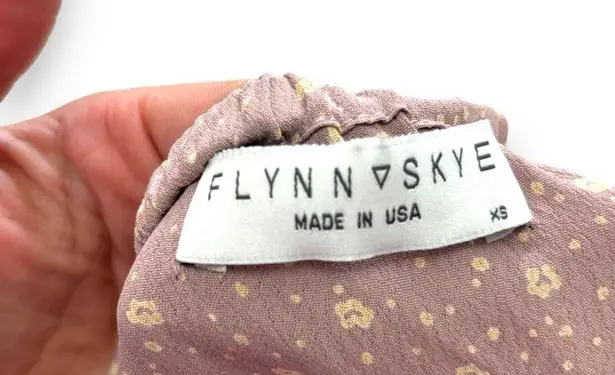 FLYNN ▽ SKYE
MADE IN USA XS